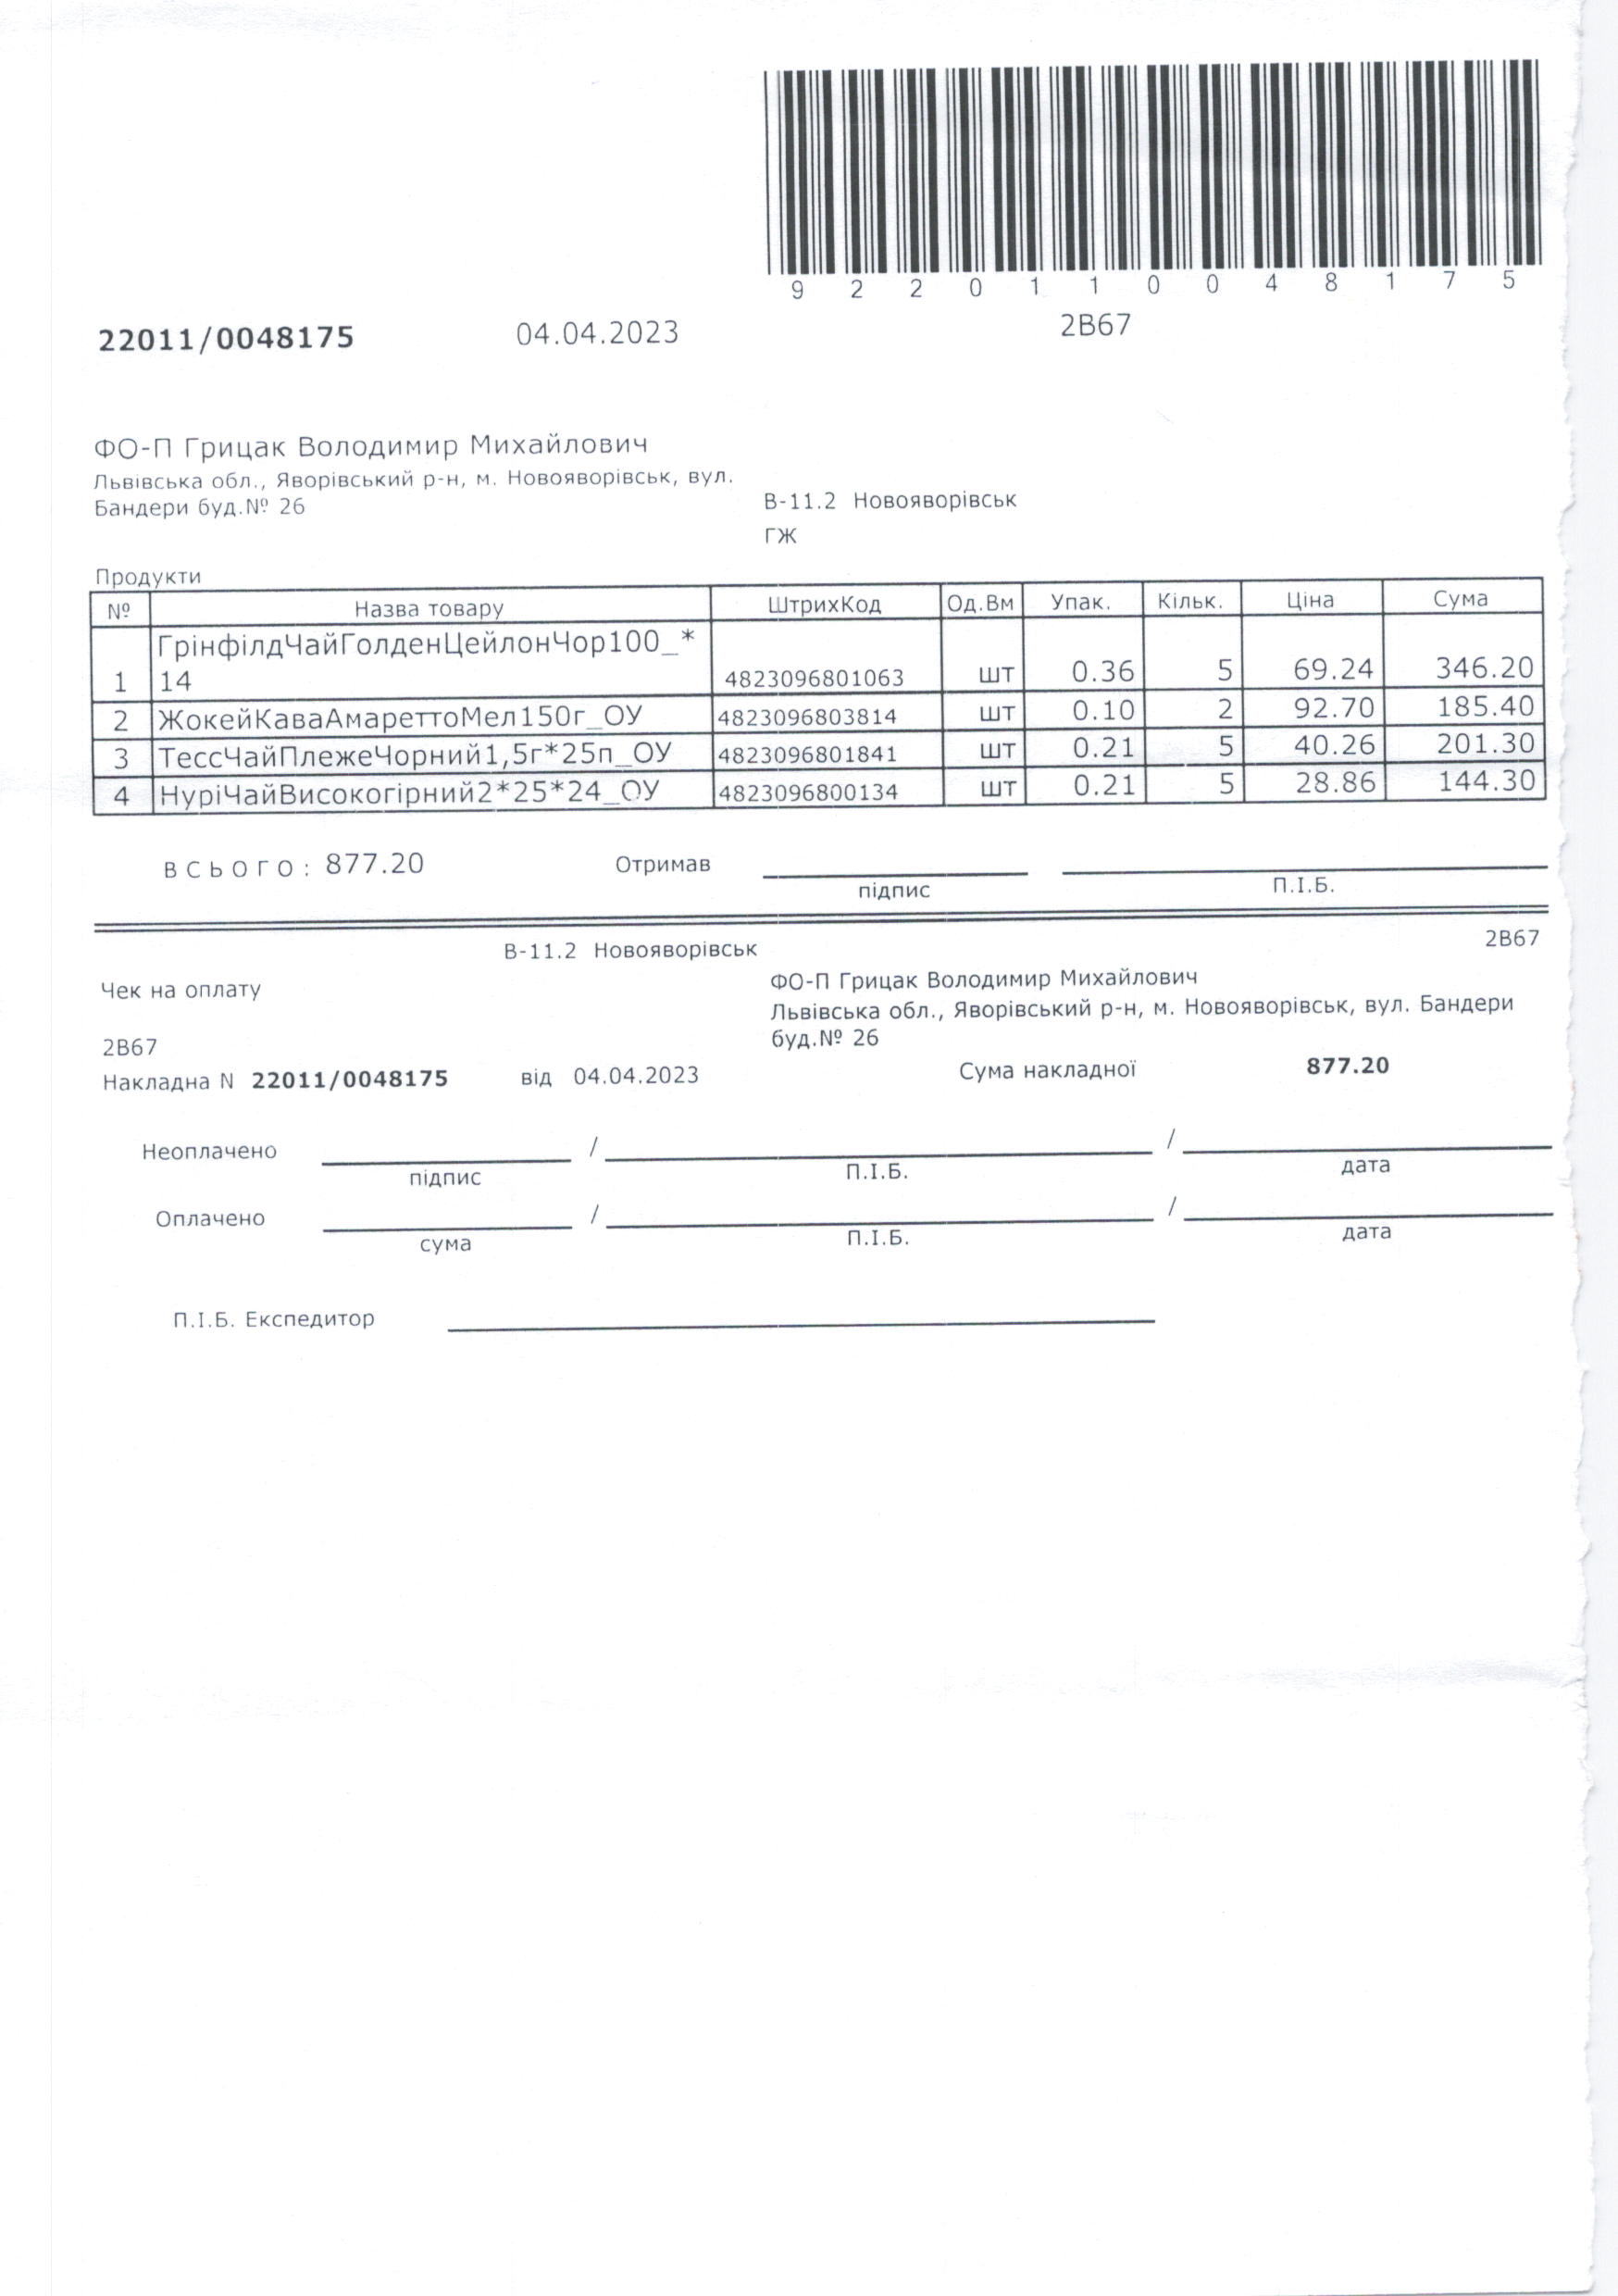 9 2 2 0 1 1 0 0 4 8 1 7 5
22011/0048175 04.04.2023 2В67
ФО-П Грицак Володимир Михайлович
Львівська обл., Яворівський р-н, м. Новояворівськ, вул.
Бандери буд.№ 26
В-11.2 Новояворівськ
ГЖ
Продукти
№ Назва товару ШтрихКод Од.Вм Упак. Кільк. Ціна Сума
ГрінфілдЧайГолденЦейлонЧор100_*
1 14 4823096801063 шт 0.36 5 69.24 346.20
2 ЖокейКаваАмареттоМел150г_ОУ 4823096803814 шт 0.10 2 92.70 185.40
3 ТессЧайПлежеЧорний1,5г*25п_ОУ 4823096801841 шт 0.21 5 40.26 201.30
4 НуріЧайВисокогірний2*25*24_ОУ 4823096800134 шт 0.21 5 28.86 144.30
ВСЬОГО: 877.20 Отримав
підпис П.І.Б.
В-11.2 Новояворівськ 2В67
Чек на оплату
ФО-П Грицак Володимир Михайлович
Львівська обл., Яворівський р-н, м. Новояворівськ, вул. Бандери
буд.№ 26
2В67
Накладна N 22011/0048175 від 04.04.2023 Сума накладної 877.20
Неоплачено / /
підпис П.І.Б. дата
Оплачено / /
сума П.І.Б. дата
П.І.Б. Експедитор